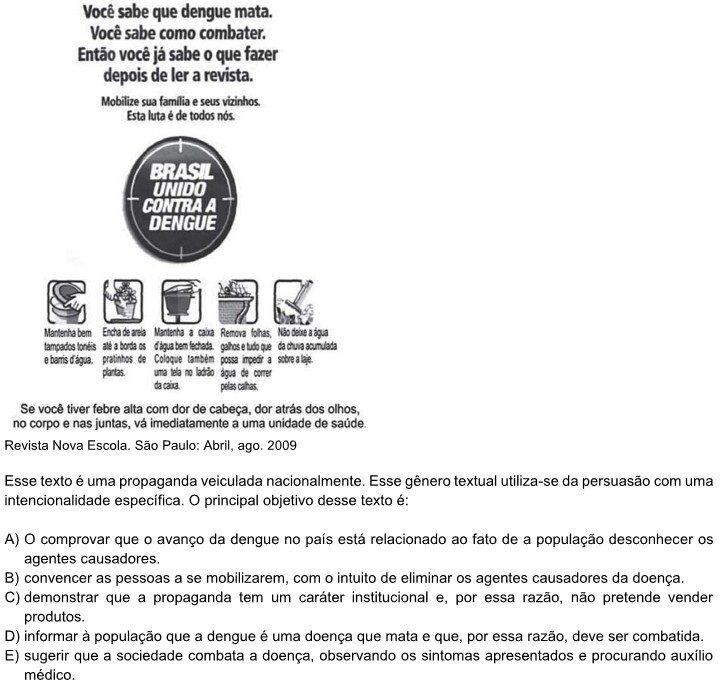 Você sabe que dengue mata.
Você sabe como combater.
Então você já sabe o que fazer
depois de ler a revista.
Mobilize sua família e seus vizinhos.
Esta luta é de todos nós.
BRASIL
UNIDO
CONTRA A
DENGUE
Mantenha bem
tampados tonéis
e barris d'água.
Encha de areia
até a borda os
pratinhos de
plantas.
Mantenha a caixa
d'água bem fechada.
Coloque também
uma tela no ladrão
da caixa.
Remova folhas,
galhos e tudo que
possa impedir a
água de correr
pelas calhas.
Não deixe a água
da chuva acumulada
sobre a laje.
Se você tiver febre alta com dor de cabeça, dor atrás dos olhos,
no corpo e nas juntas, vá imediatamente a uma unidade de saúde.
Revista Nova Escola. São Paulo: Abril, ago. 2009
Esse texto é uma propaganda veiculada nacionalmente. Esse gênero textual utiliza-se da persuasão com uma
intencionalidade específica. O principal objetivo desse texto é:
A) O comprovar que o avanço da dengue no país está relacionado ao fato de a população desconhecer os
agentes causadores.
B) convencer as pessoas a se mobilizarem, com o intuito de eliminar os agentes causadores da doença.
C) demonstrar que a propaganda tem um caráter institucional e, por essa razão, não pretende vender
produtos.
D) informar à população que a dengue é uma doença que mata e que, por essa razão, deve ser combatida.
E) sugerir que a sociedade combata a doença, observando os sintomas apresentados e procurando auxílio
médico.